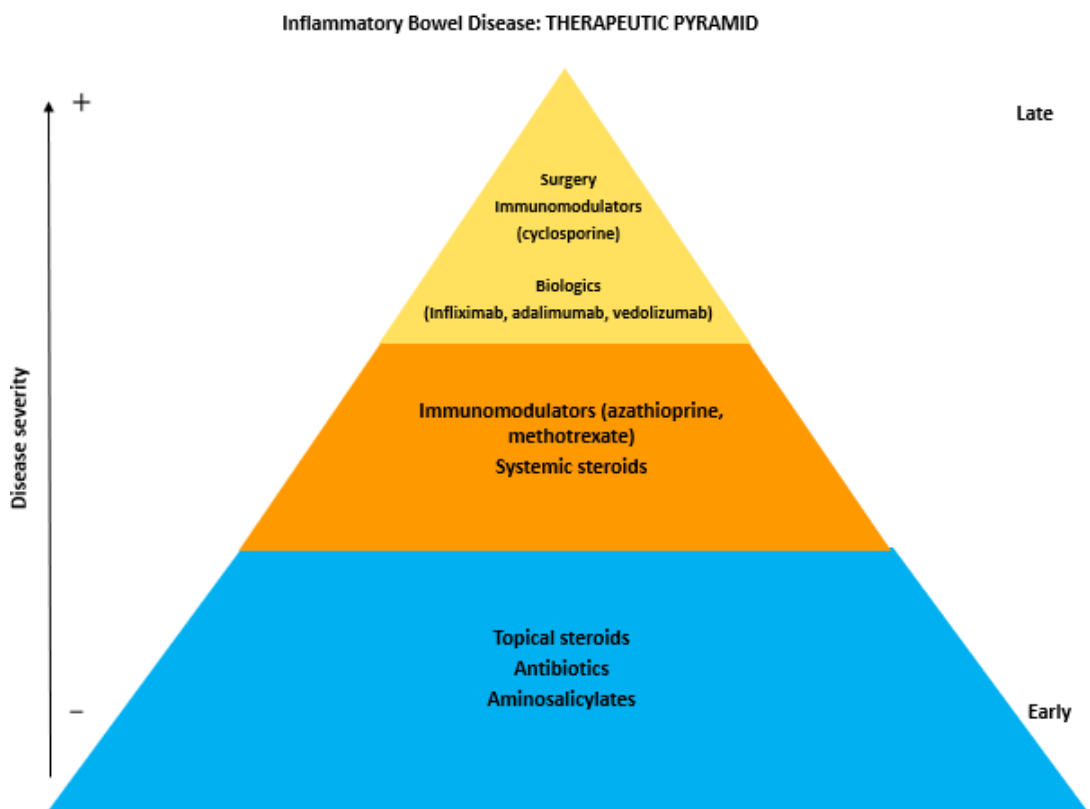 Inflammatory Bowel Disease: THERAPEUTIC PYRAMID
+
Late
Surgery
Immunomodulators
(cyclosporine)
Biologics
(Infliximab, adalimumab, vedolizumab)
Disease severity
Immunomodulators (azathioprine,
methotrexate)
Systemic steroids
Topical steroids
Antibiotics
Aminosalicylates
–
Early